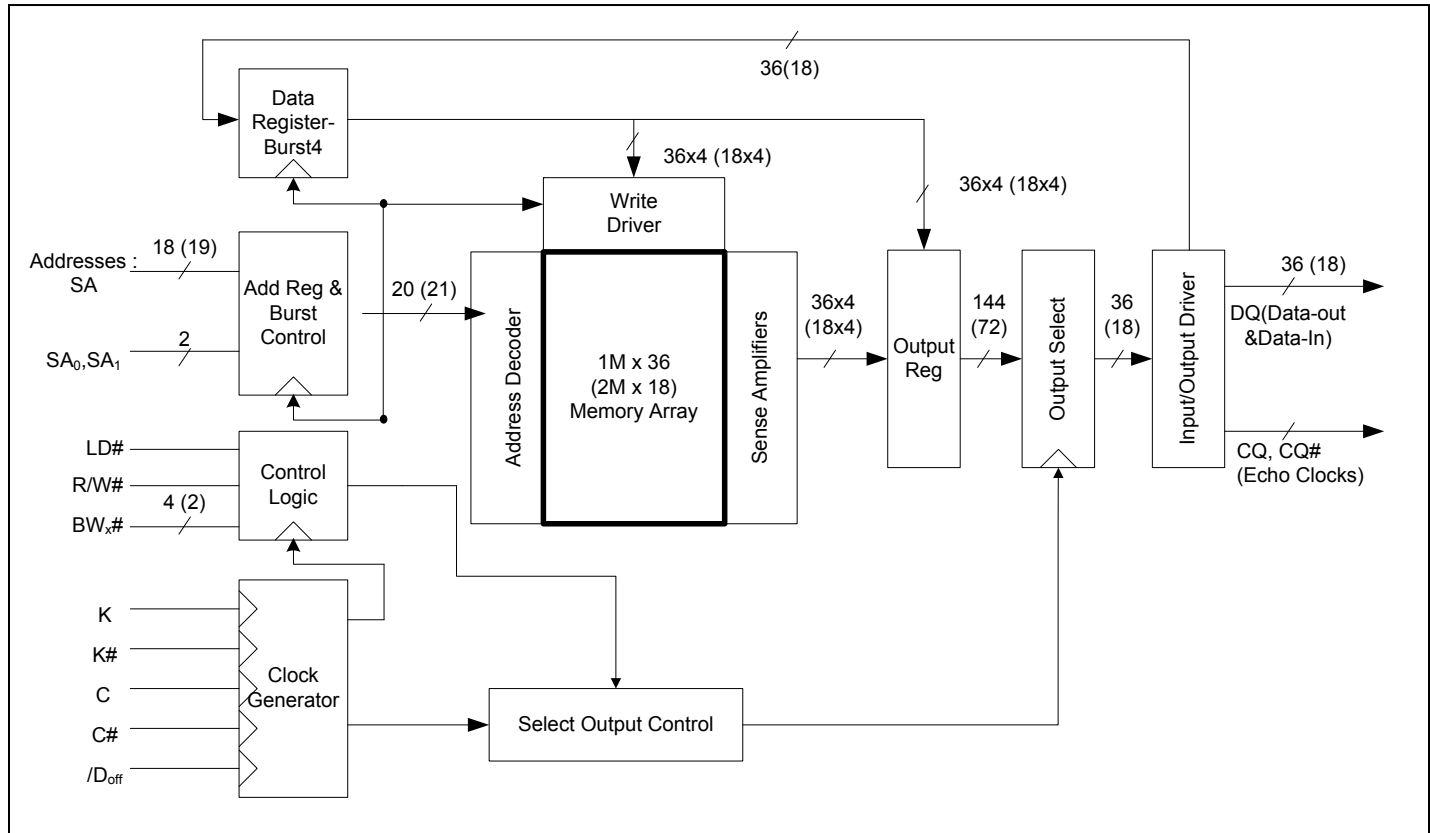 36(18)
Data
Register-
Burst4
36x4 (18x4)
36x4 (18x4)
Write
Driver
Addresses :
SA
18 (19)
SA0,SA1
2
Add Reg &
Burst
Control
20 (21)
Address Decoder
1M x 36
(2M x 18)
Memory Array
Sense Amplifiers
36x4
(18x4)
Output
Reg
144
(72)
Output Select
36
(18)
Input/Output Driver
36 (18)
DQ(Data-out
&Data-In)
CQ, CQ#
(Echo Clocks)
LD#
R/W#
BWx#
4 (2)
Control
Logic
K
K#
C
C#
/Doff
Clock
Generator
Select Output Control